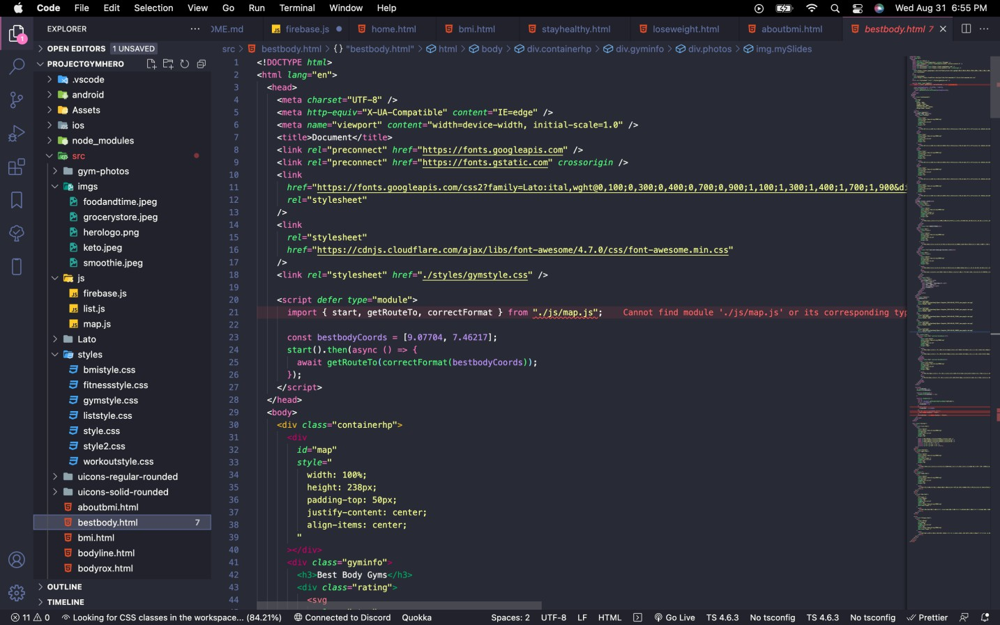 Code File Edit Selection View Go Run Terminal Window Help Wed Aug 31 6:55 PM
EXPLORER
OME.md firebase.js home.html bmi.html stayhealthy.html loseweight.html aboutbmi.html bestbody.html 7
OPEN EDITORS 1 UNSAVED
src > bestbody.html > {} "bestbody.html" > html > body > div.containerhp > div.gyminfo > div.photos > img.mySlides
PROJECTGYMHERO
.vscode
android
Assets
ios
node_modules
src
gym-photos
imgs
foodandtime.jpeg
grocerystore.jpeg
herologo.png
keto.jpeg
smoothie.jpeg
js
JS firebase.js
JS list.js
JS map.js
Lato
styles
bmistyle.css
fitnessstyle.css
gymstyle.css
liststyle.css
style.css
style2.css
workoutstyle.css
uicons-regular-rounded
uicons-solid-rounded
aboutbmi.html
bestbody.html 7
bmi.html
bodyline.html
bodyrox.html
OUTLINE
TIMELINE
1
1 <!DOCTYPE html>
2 <html lang="en">
3 <head>
4 <meta charset="UTF-8" />
5 <meta http-equiv="X-UA-Compatible" content="IE=edge" />
6 <meta name="viewport" content="width=device-width, initial-scale=1.0" />
7 <title>Document</title>
8 <link rel="preconnect" href="https://fonts.googleapis.com" />
9 <link rel="preconnect" href="https://fonts.gstatic.com" crossorigin />
10 <link
11 href="https://fonts.googleapis.com/css2?family=Lato:ital,wght@0,100;0,300;0,400;0,700;0,900;1,100;1,300;1,400;1,700;1,900&di
12 rel="stylesheet"
13 />
14 <link
15 rel="stylesheet"
16 href="https://cdnjs.cloudflare.com/ajax/libs/font-awesome/4.7.0/css/font-awesome.min.css"
17 />
18 <link rel="stylesheet" href="./styles/gymstyle.css" />
19
20 <script defer type="module">
21 import { start, getRouteTo, correctFormat } from "./js/map.js"; Cannot find module './js/map.js' or its corresponding typ
22
23 const bestbodyCoords = [9.07704, 7.46217];
24 start().then(async () => {
25 await getRouteTo(correctFormat(bestbodyCoords));
26 });
27 </script>
28 </head>
29 <body>
30 <div class="containerhp">
31 <div
32 id="map"
33 style="
34 width: 100%;
35 height: 238px;
36 padding-top: 50px;
37 justify-content: center;
38 align-items: center;
39 "
40 ></div>
41 <div class="gyminfo">
42 <h3>Best Body Gyms</h3>
43 <div class="rating">
44 <svg
11 0 Looking for CSS classes in the workspace... (84.21%) Connected to Discord Quokka Spaces: 2 UTF-8 LF HTML Go Live TS 4.6.3 No tsconfig TS 4.6.3 No tsconfig Prettier